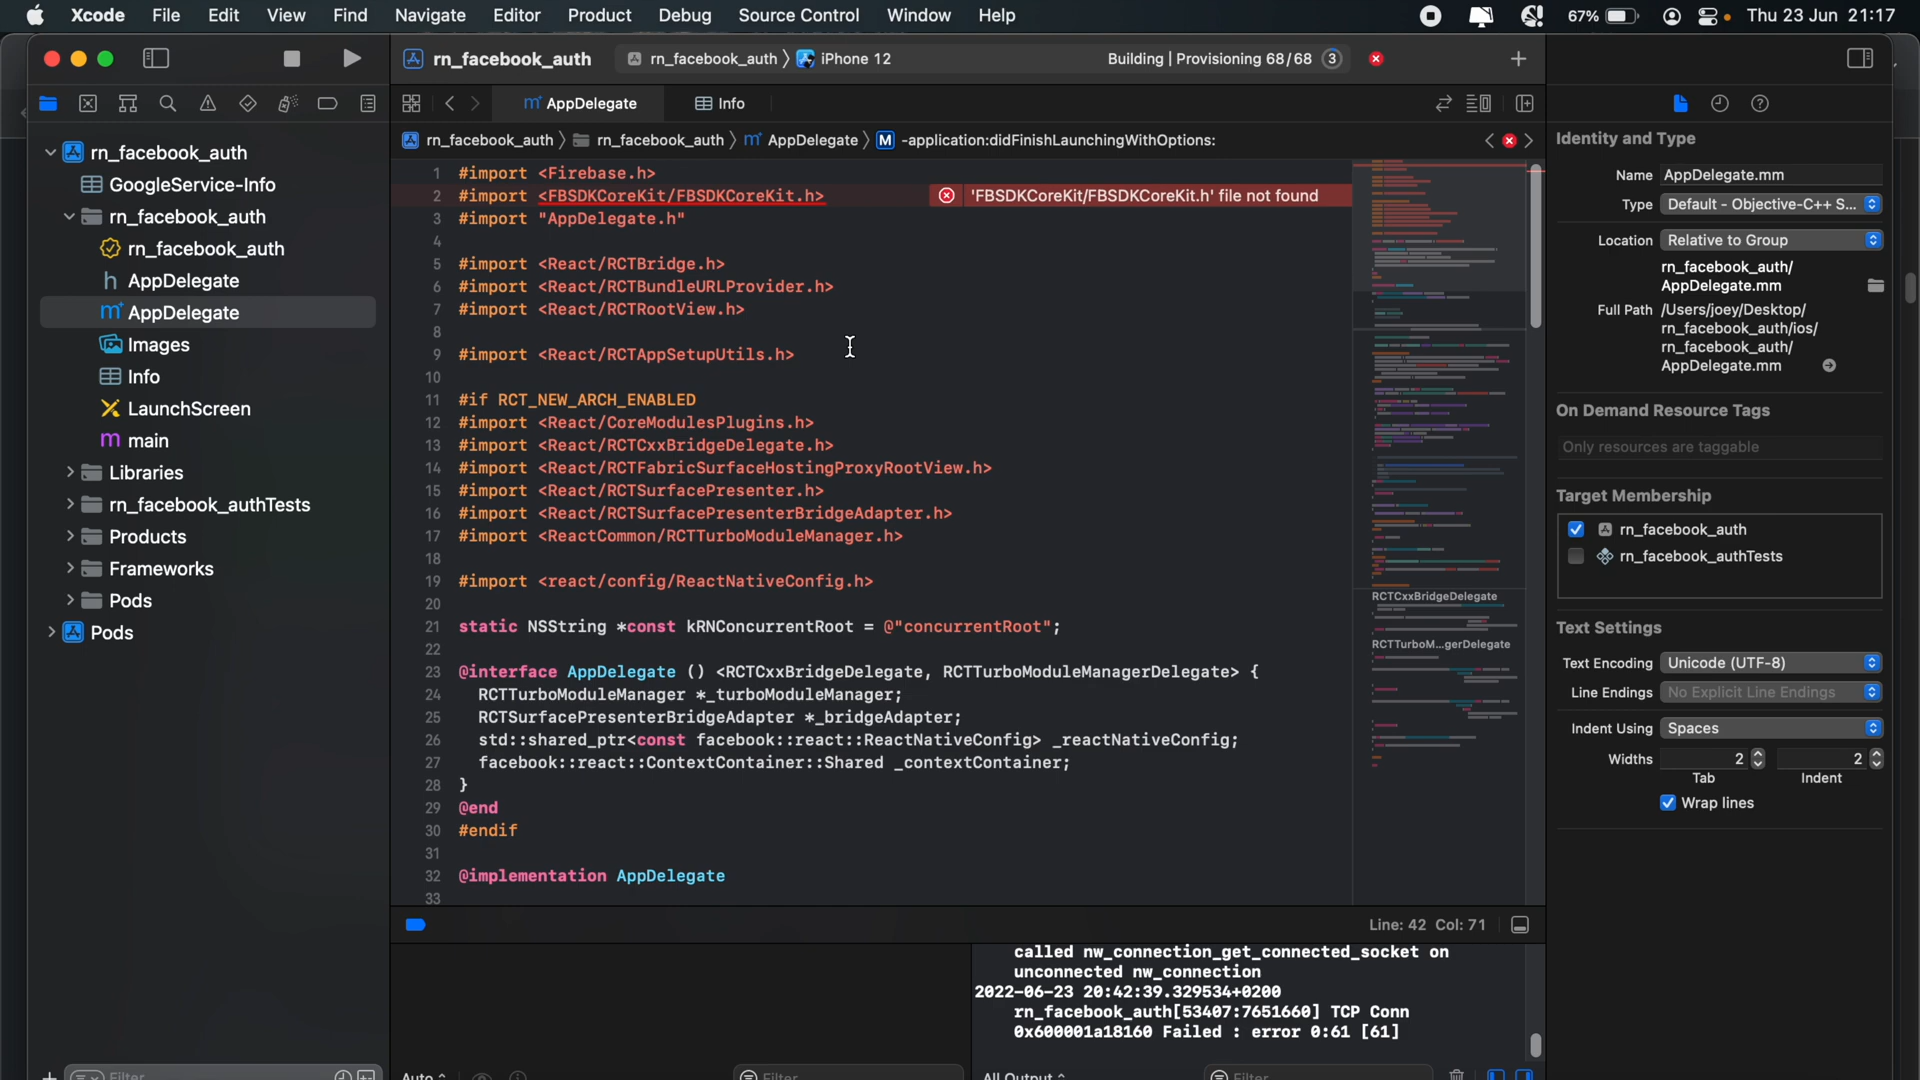 Xcode File Edit View Find Navigate Editor Product Debug Source Control Window Help 67% Thu 23 Jun 21:17
rn_facebook_auth rn_facebook_auth iPhone 12 Building | Provisioning 68/68 3
AppDelegate Info
rn_facebook_auth rn_facebook_auth AppDelegate M -application:didFinishLaunchingWithOptions:
rn_facebook_auth
GoogleService-Info
rn_facebook_auth
rn_facebook_auth
h AppDelegate
m+ AppDelegate
Images
Info
LaunchScreen
m main
Libraries
rn_facebook_authTests
Products
Frameworks
Pods
Pods
Filter
1 #import <Firebase.h>
2 #import <FBSDKCoreKit/FBSDKCoreKit.h> 'FBSDKCoreKit/FBSDKCoreKit.h' file not found
3 #import "AppDelegate.h"
4
5 #import <React/RCTBridge.h>
6 #import <React/RCTBundleURLProvider.h>
7 #import <React/RCTRootView.h>
8
9 #import <React/RCTAppSetupUtils.h>
10
11 #if RCT_NEW_ARCH_ENABLED
12 #import <React/CoreModulesPlugins.h>
13 #import <React/RCTCxxBridgeDelegate.h>
14 #import <React/RCTFabricSurfaceHostingProxyRootView.h>
15 #import <React/RCTSurfacePresenter.h>
16 #import <React/RCTSurfacePresenterBridgeAdapter.h>
17 #import <ReactCommon/RCTTurboModuleManager.h>
18
19 #import <react/config/ReactNativeConfig.h>
20
21 static NSString *const kRNConcurrentRoot = @"concurrentRoot";
22
23 @interface AppDelegate () <RCTCxxBridgeDelegate, RCTTurboModuleManagerDelegate> {
24 RCTTurboModuleManager *_turboModuleManager;
25 RCTSurfacePresenterBridgeAdapter *_bridgeAdapter;
26 std::shared_ptr<const facebook::react::ReactNativeConfig> _reactNativeConfig;
27 facebook::react::ContextContainer::Shared _contextContainer;
28 }
29 @end
30 #endif
31
32 @implementation AppDelegate
33
RCTCxxBridgeDelegate
RCTTurboM...gerDelegate
Line: 42 Col: 71
called nw_connection_get_connected_socket on
unconnected nw_connection
2022-06-23 20:42:39.329534+0200
rn_facebook_auth[53407:7651660] TCP Conn
0x600001a18160 Failed : error 0:61 [61]
Auto Filter All Output Filter
Identity and Type
Name AppDelegate.mm
Type Default - Objective-C++ S...
Location Relative to Group
rn_facebook_auth/
AppDelegate.mm
Full Path /Users/joey/Desktop/
rn_facebook_auth/ios/
rn_facebook_auth/
AppDelegate.mm
On Demand Resource Tags
Only resources are taggable
Target Membership
rn_facebook_auth
rn_facebook_authTests
Text Settings
Text Encoding Unicode (UTF-8)
Line Endings No Explicit Line Endings
Indent Using Spaces
Widths 2 2
Tab Indent
Wrap lines